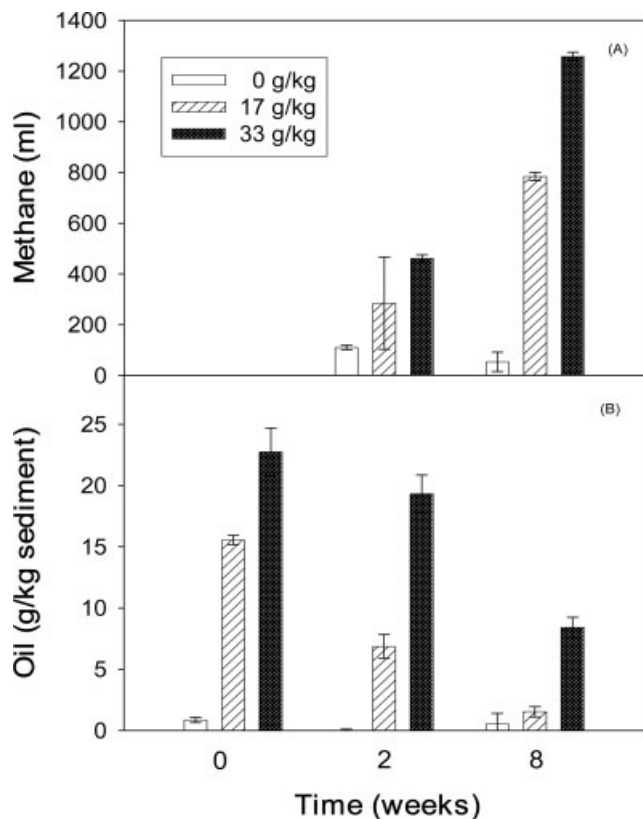 1400
(A)
0 g/kg
17 g/kg
33 g/kg
1200
1000
800
600
400
200
0
Methane (ml)
(B)
25
20
15
10
5
0
Oil (g/kg sediment)
0 2 8
Time (weeks)